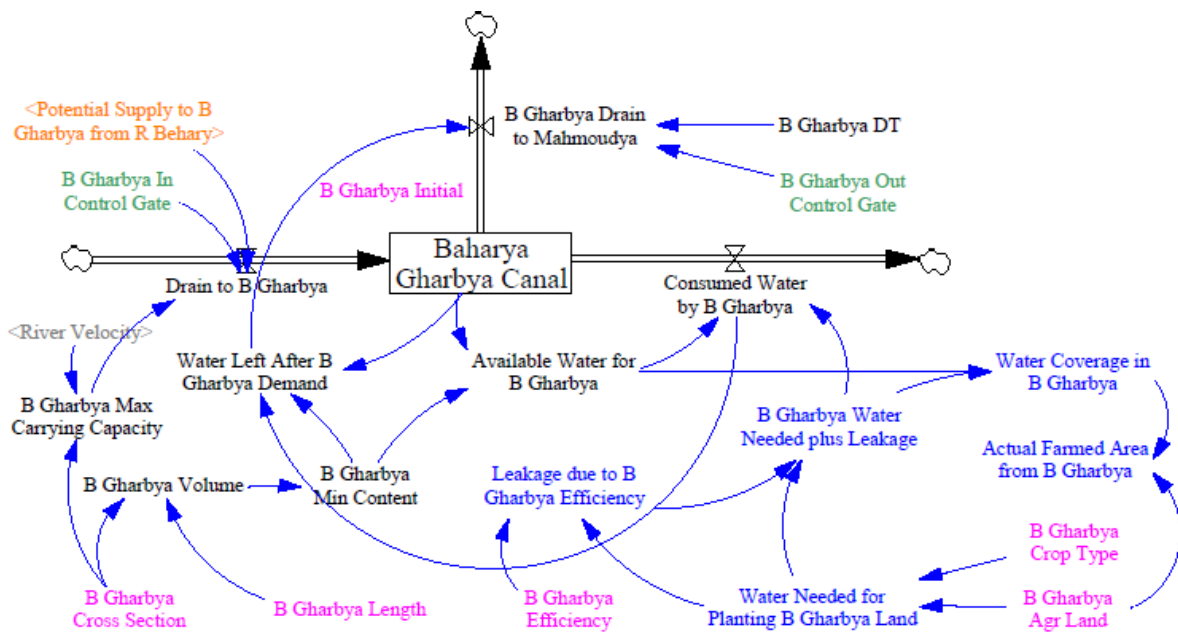 <Potential Supply to B
Gharbya from R Behary>
B Gharbya Drain
to Mahmoudya
B Gharbya DT
B Gharbya In
Control Gate
B Gharbya Initial
B Gharbya Out
Control Gate
Baharya
Gharbya Canal
Drain to B Gharbya
Consumed Water
by B Gharbya
<River Velocity>
Water Left After B
Gharbya Demand
Available Water for
B Gharbya
Water Coverage in
B Gharbya
B Gharbya Max
Carrying Capacity
B Gharbya Water
Needed plus Leakage
Actual Farmed Area
from B Gharbya
B Gharbya Volume
B Gharbya
Min Content
Leakage due to B
Gharbya Efficiency
B Gharbya
Crop Type
B Gharbya
Cross Section
B Gharbya Length
B Gharbya
Efficiency
Water Needed for
Planting B Gharbya Land
B Gharbya
Agr Land